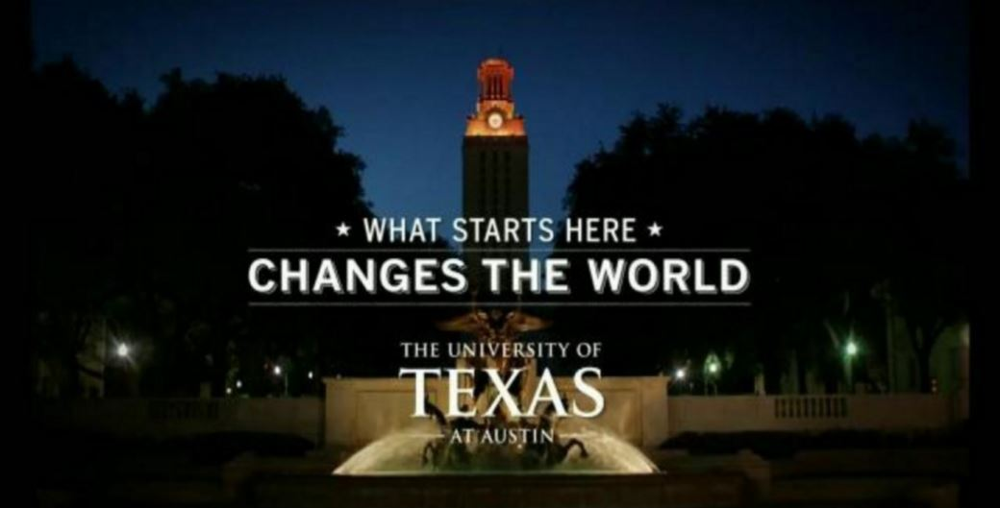 ★ WHAT STARTS HERE ★
CHANGES THE WORLD
THE UNIVERSITY OF
TEXAS
AT AUSTIN